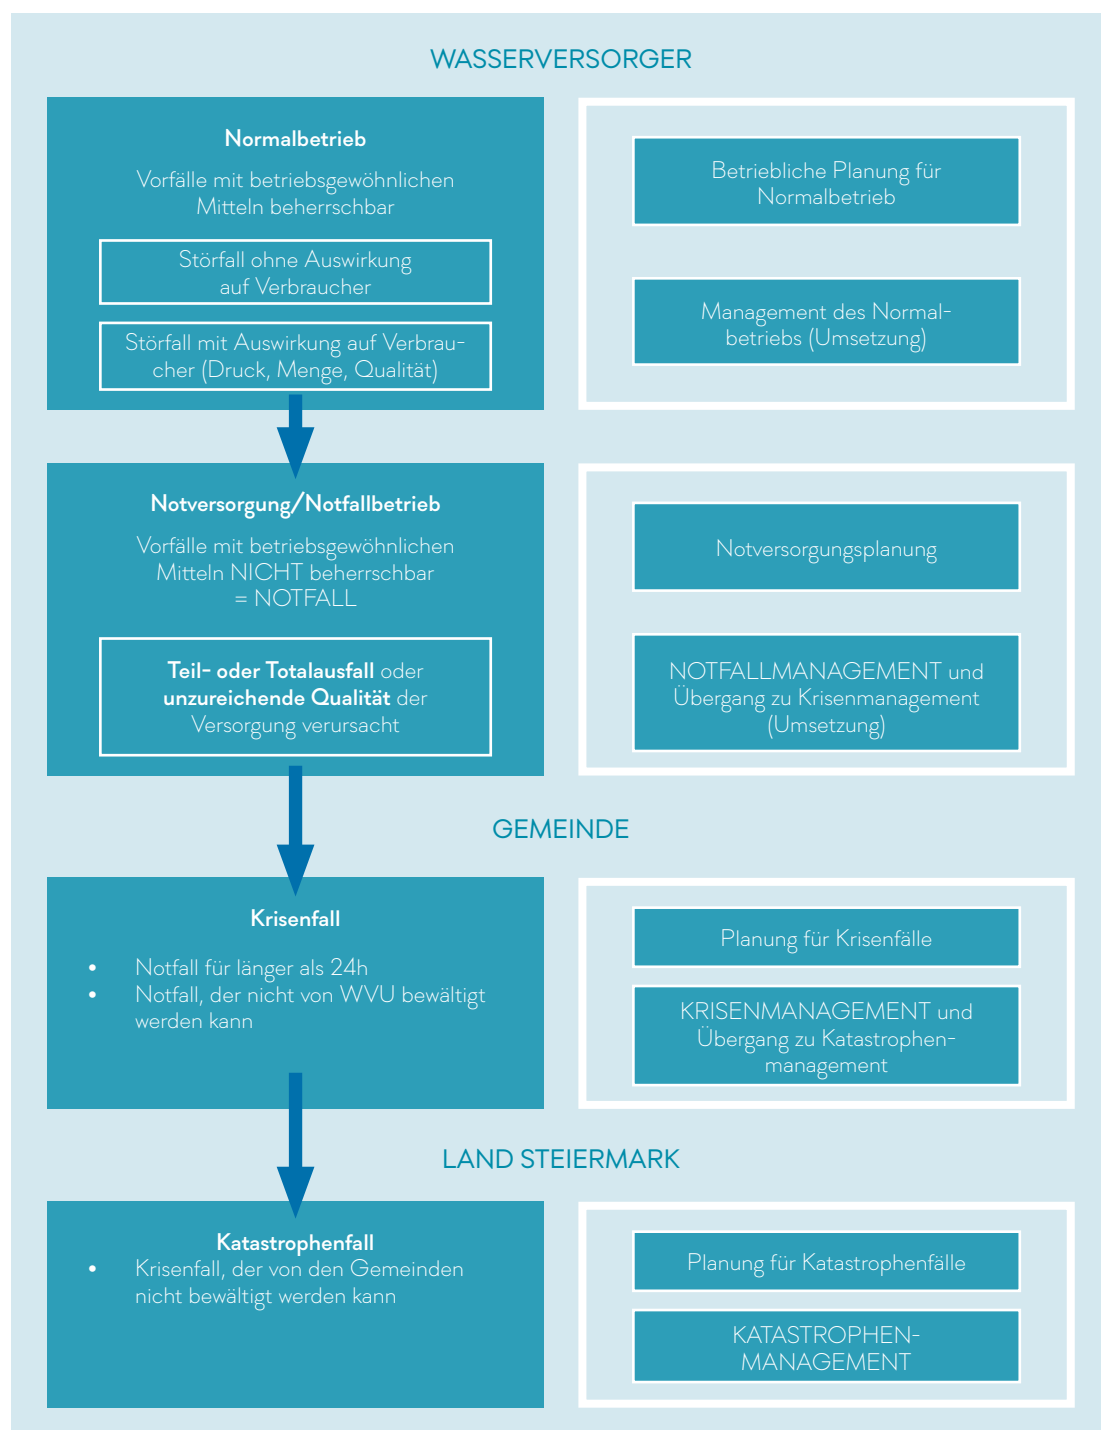 WASSERVERSORGER
Normalbetrieb
Vorfälle mit betriebsgewöhnlichen
Mitteln beherrschbar
Störfall ohne Auswirkung
auf Verbraucher
Störfall mit Auswirkung auf Verbrau-
cher (Druck, Menge, Qualität)
Betriebliche Planung für
Normalbetrieb
Management des Normal-
betriebs (Umsetzung)
Notversorgung/Notfallbetrieb
Vorfälle mit betriebsgewöhnlichen
Mitteln NICHT beherrschbar
= NOTFALL
Teil- oder Totalausfall oder
unzureichende Qualität der
Versorgung verursacht
Notversorgungsplanung
NOTFALLMANAGEMENT und
Übergang zu Krisenmanagement
(Umsetzung)
GEMEINDE
Krisenfall
• Notfall für länger als 24h
• Notfall, der nicht von WVU bewältigt
werden kann
Planung für Krisenfälle
KRISENMANAGEMENT und
Übergang zu Katastrophen-
management
LAND STEIERMARK
Katastrophenfall
• Krisenfall, der von den Gemeinden
nicht bewältigt werden kann
Planung für Katastrophenfälle
KATASTROPHEN-
MANAGEMENT